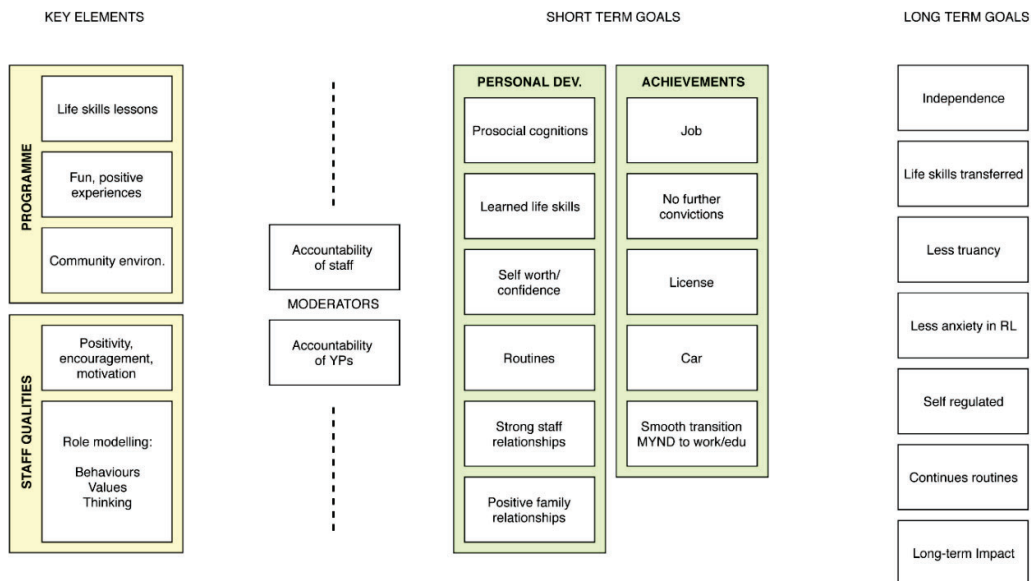 KEY ELEMENTS
SHORT TERM GOALS
LONG TERM GOALS
PROGRAMME
Life skills lessons
Fun, positive
experiences
Community environ.
STAFF QUALITIES
Positivity,
encouragement,
motivation
Role modelling:
Behaviours
Values
Thinking
Accountability
of staff
MODERATORS
Accountability
of YPs
PERSONAL DEV.
Prosocial cognitions
Learned life skills
Self worth/
confidence
Routines
Strong staff
relationships
Positive family
relationships
ACHIEVEMENTS
Job
No further
convictions
License
Car
Smooth transition
MYND to work/edu
Independence
Life skills transferred
Less truancy
Less anxiety in RL
Self regulated
Continues routines
Long-term Impact